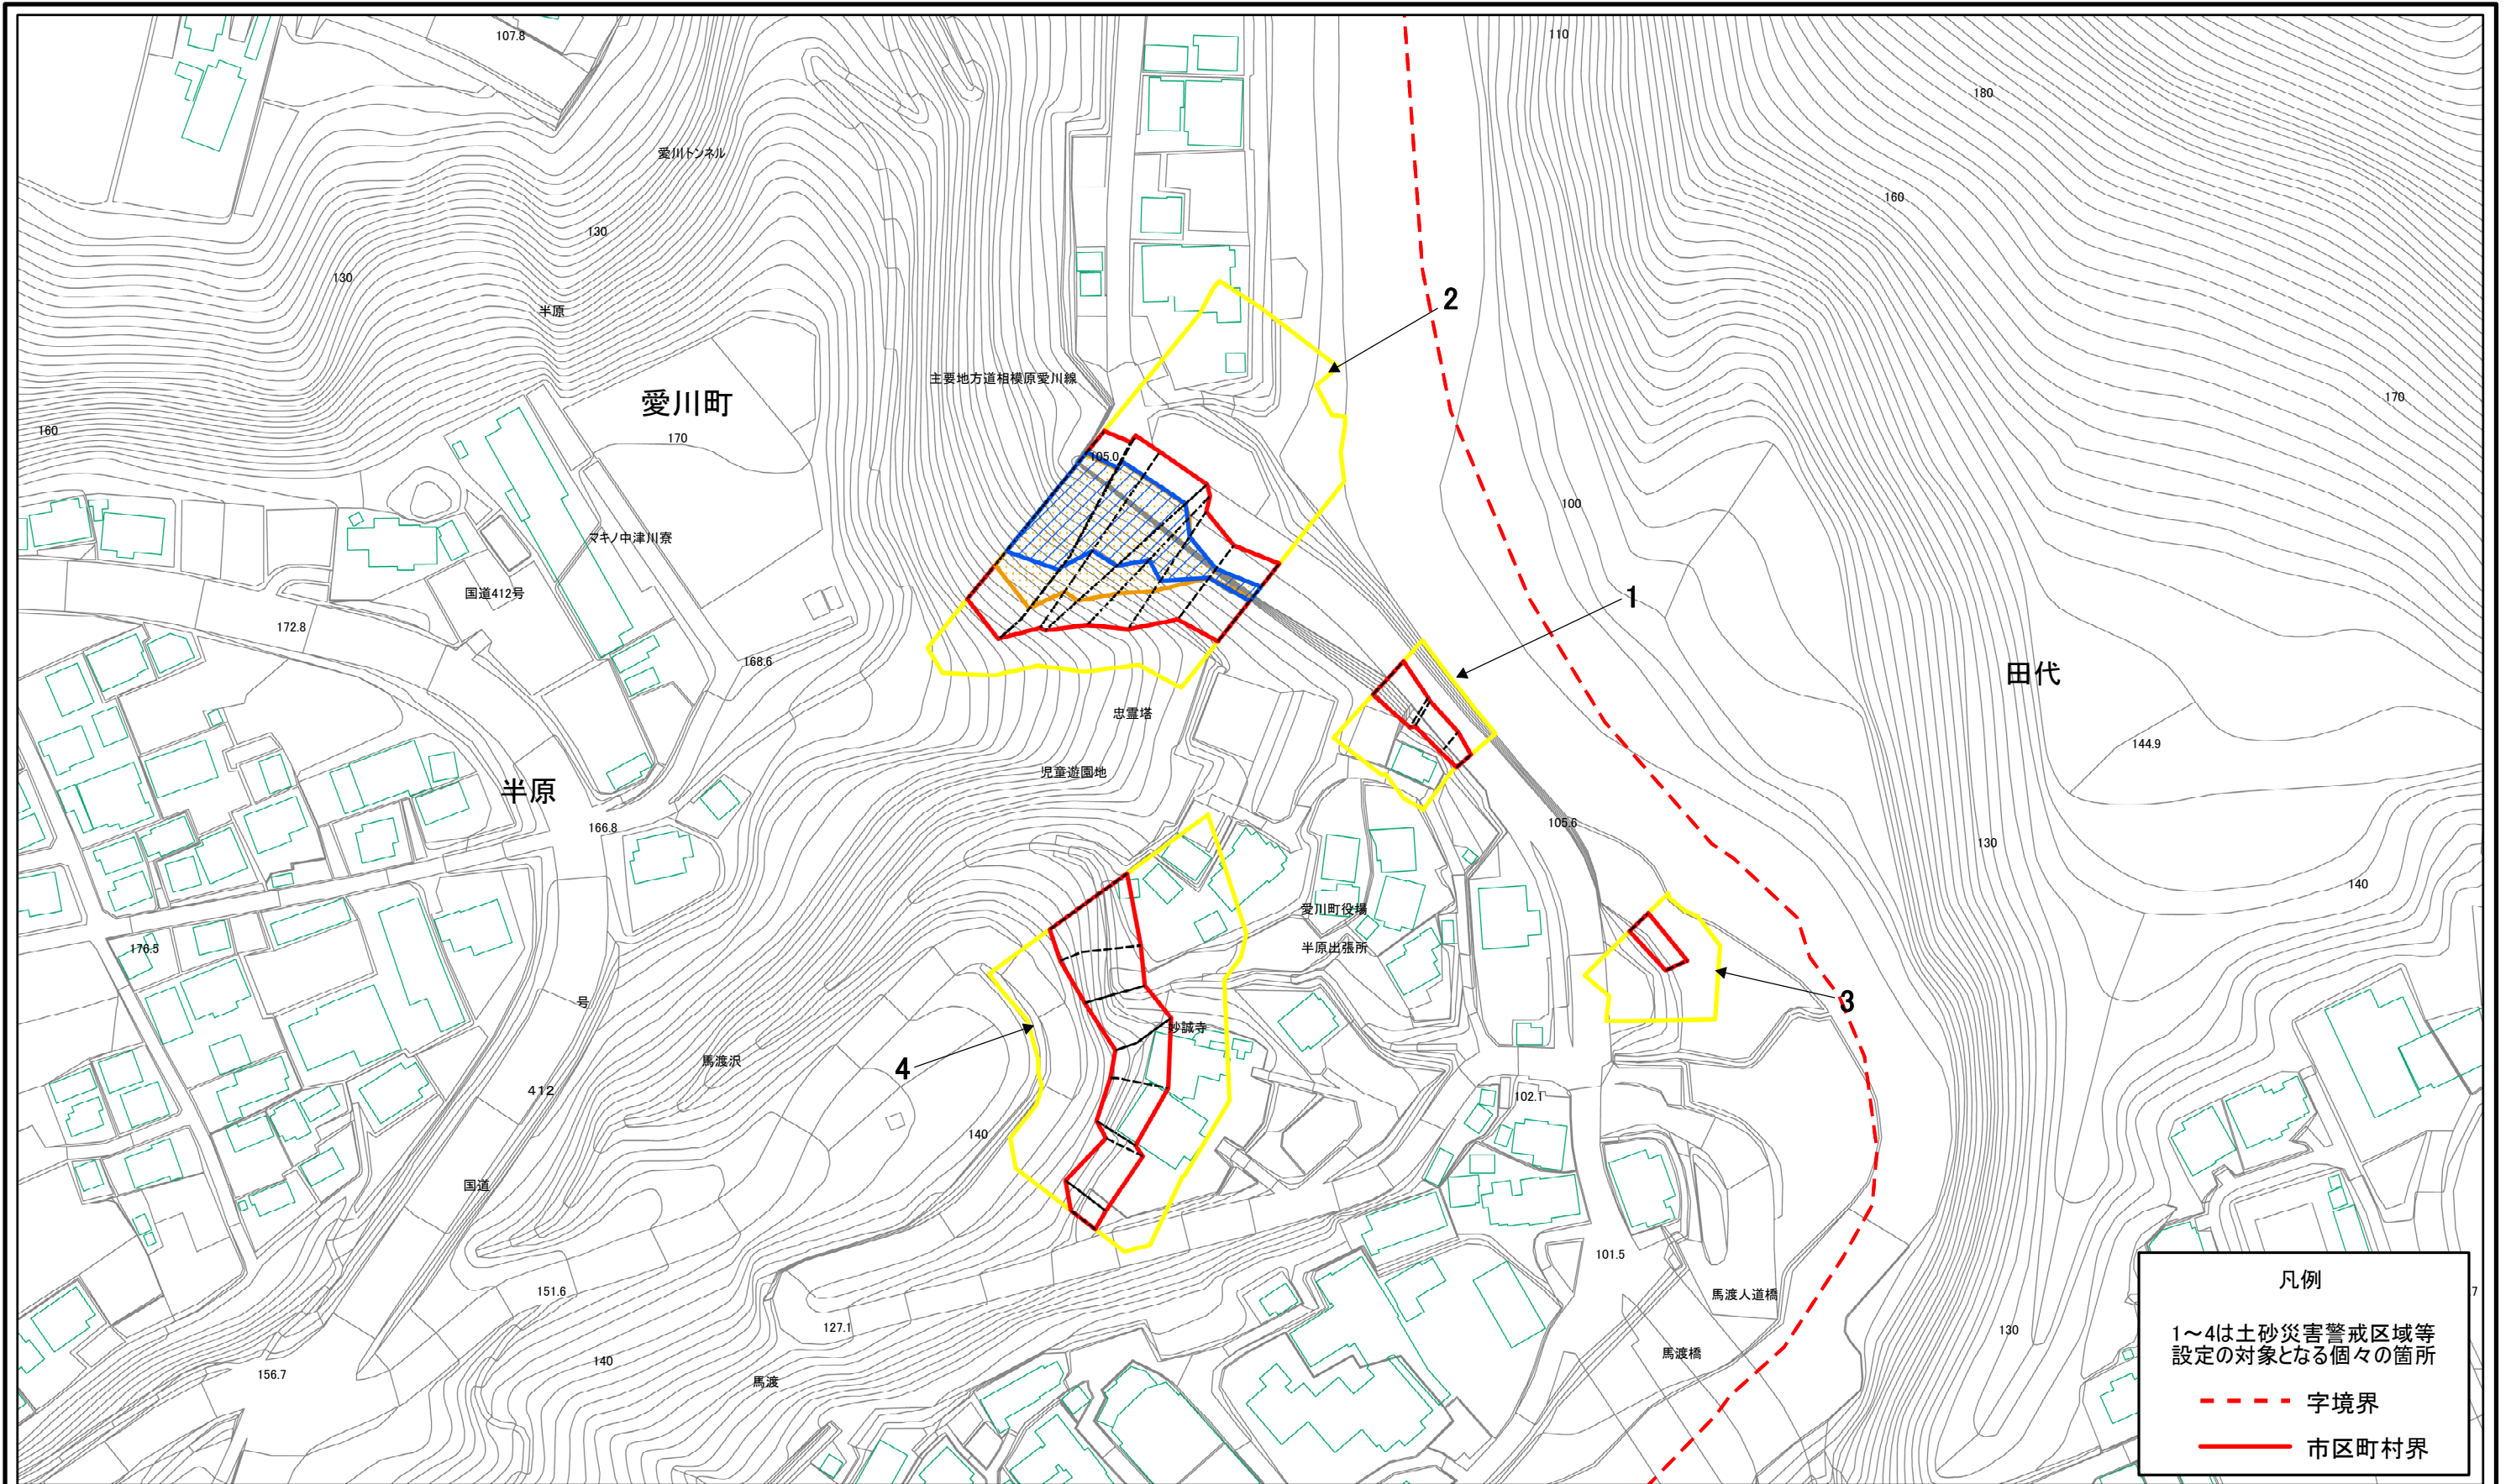 107.8
110
180
愛川トンネル
160
130
130
半原
2
主要地方道相模原愛川線
愛川町
170
170
160
105.0
100
マキノ中津川寮
国道412号
1
172.8
168.6
田代
忠霊塔
144.9
児童遊園地
半原
166.8
105.6
130
140
愛川町役場
半原出張所
176.5
号
3
妙誠寺
馬渡沢
4
412
102.1
140
国道
101.5
151.6
馬渡人道橋
127.1
130
140
馬渡橋
156.7
馬渡
凡例
1～4は土砂災害警戒区域等
設定の対象となる個々の箇所
字境界
市区町村界